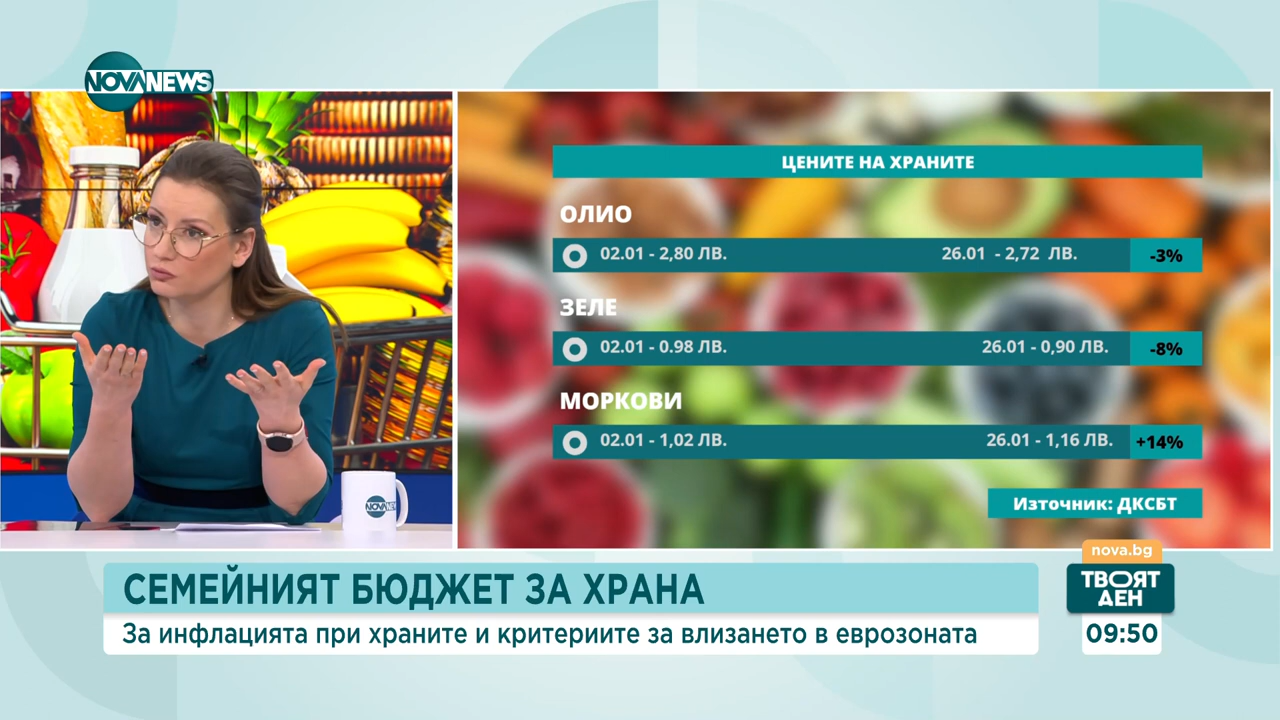 NOVANEWS
ЦЕНИТЕ НА ХРАНИТЕ
ОЛИО
02.01 - 2,80 ЛВ. 26.01 - 2,72 ЛВ. -3%
ЗЕЛЕ
02.01 - 0.98 ЛВ. 26.01 - 0,90 ЛВ. -8%
МОРКОВИ
02.01 - 1,02 ЛВ. 26.01 - 1,16 ЛВ. +14%
Източник: ДКСБТ
NOVANEWS
nova.bg
СЕМЕЙНИЯТ БЮДЖЕТ ЗА ХРАНА
ТВОЯТ
ДЕН
За инфлацията при храните и критериите за влизането в еврозоната
09:50